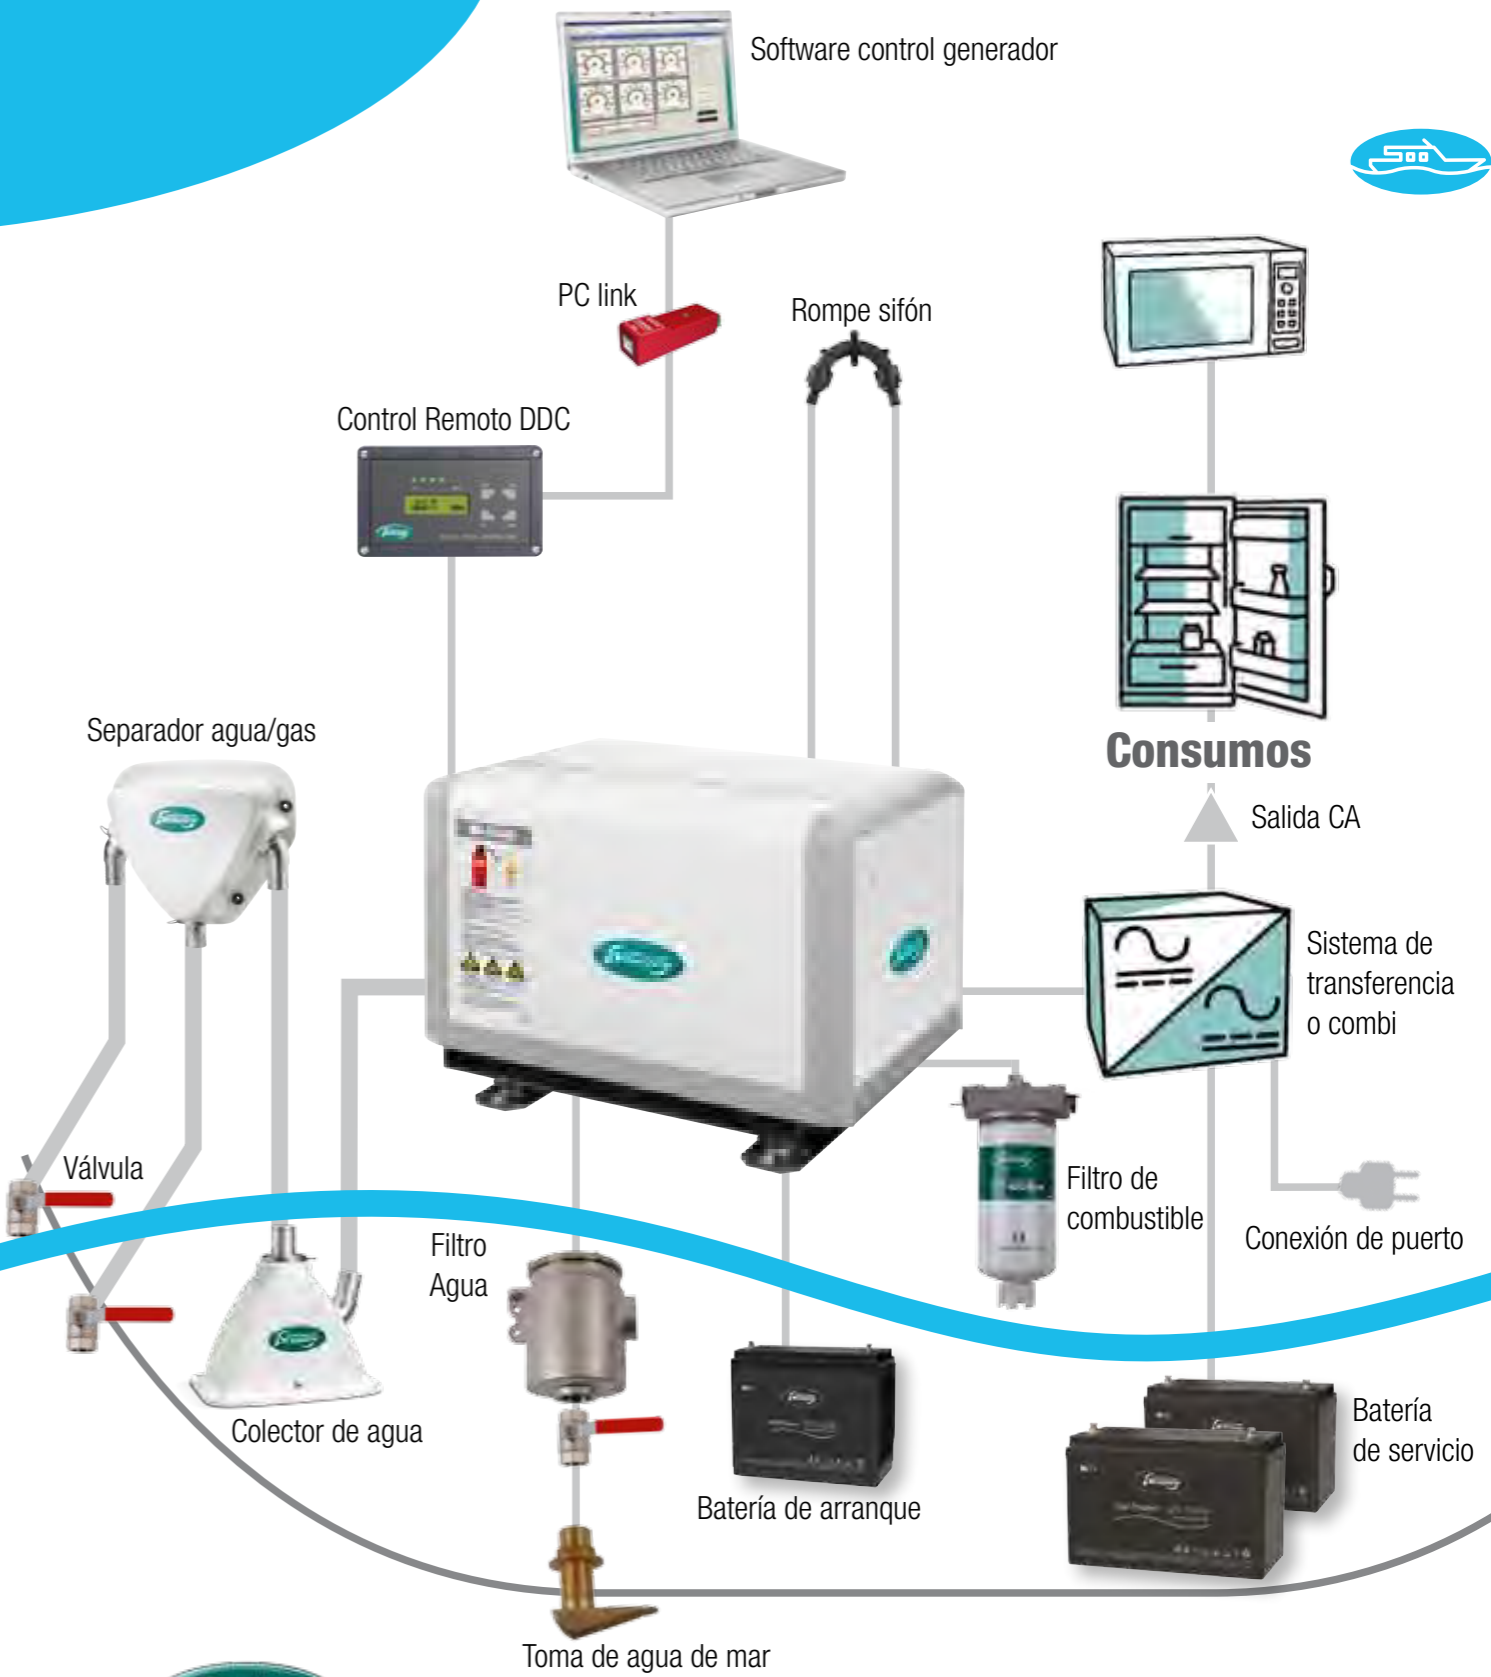 Software control generador
PC link
Rompe sifón
Control Remoto DDC
Separador agua/gas
Consumos
Salida CA
Sistema de
transferencia
o combi
Válvula
Filtro de
combustible
Conexión de puerto
Filtro
Agua
Colector de agua
Batería de arranque
Batería
de servicio
Toma de agua de mar